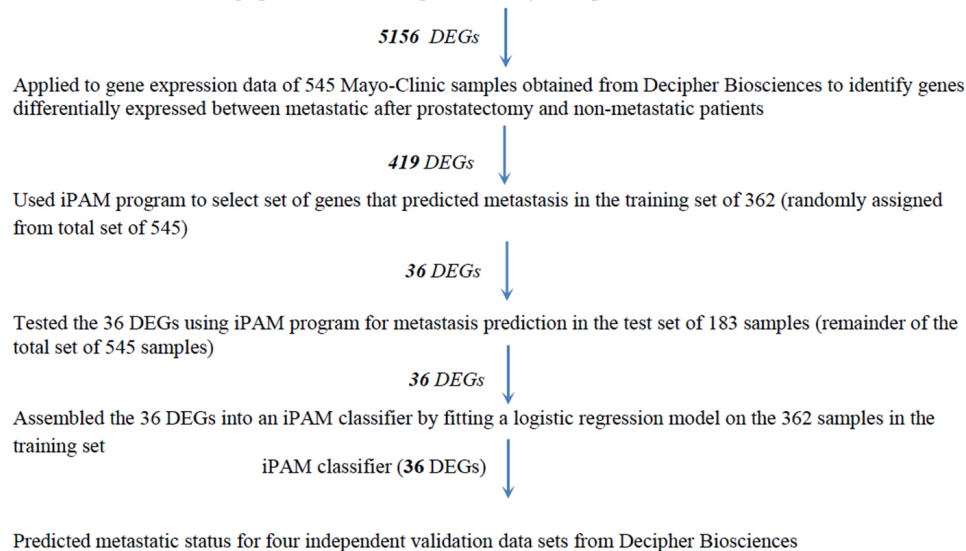 5156 DEGs
Applied to gene expression data of 545 Mayo-Clinic samples obtained from Decipher Biosciences to identify genes
differentially expressed between metastatic after prostatectomy and non-metastatic patients
419 DEGs
Used iPAM program to select set of genes that predicted metastasis in the training set of 362 (randomly assigned
from total set of 545)
36 DEGs
Tested the 36 DEGs using iPAM program for metastasis prediction in the test set of 183 samples (remainder of the
total set of 545 samples)
36 DEGs
Assembled the 36 DEGs into an iPAM classifier by fitting a logistic regression model on the 362 samples in the
training set
iPAM classifier (36 DEGs)
Predicted metastatic status for four independent validation data sets from Decipher Biosciences